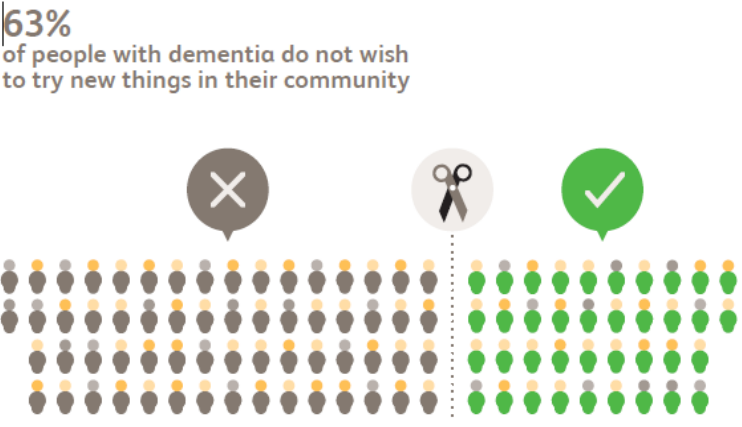 63%
of people with dementia do not wish
to try new things in their community